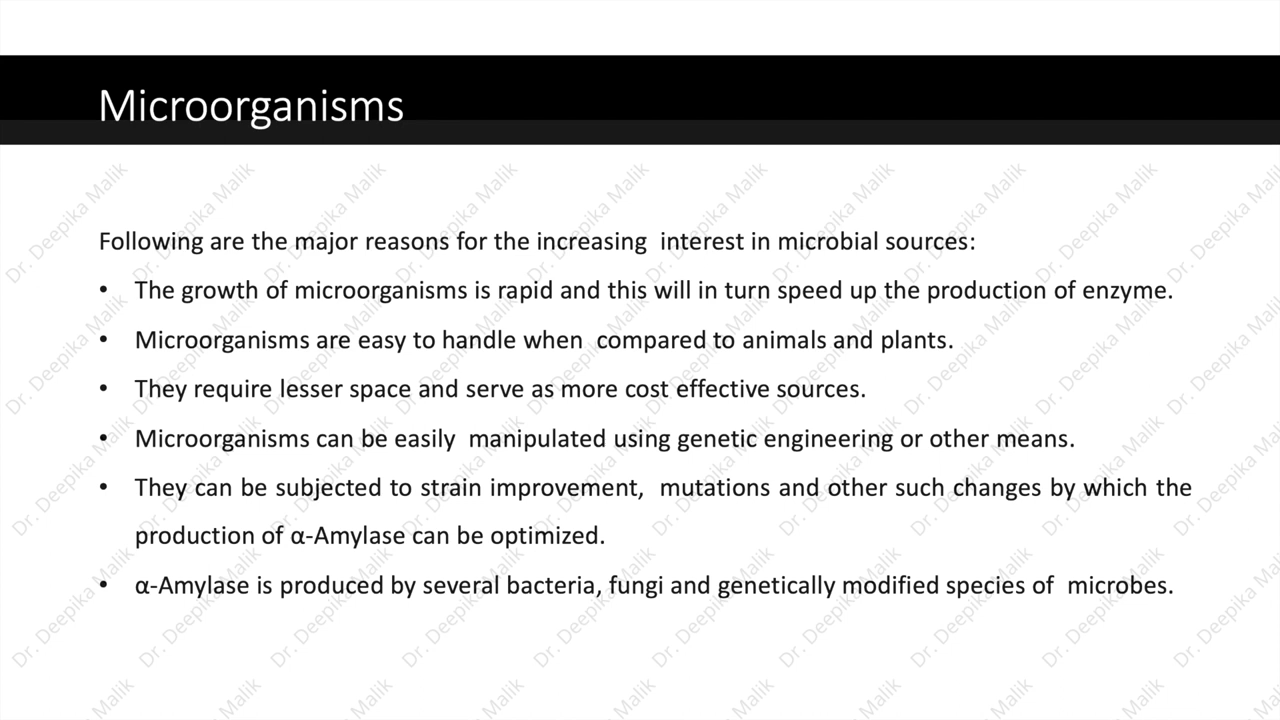 Microorganisms
Following are the major reasons for the increasing interest in microbial sources:
• The growth of microorganisms is rapid and this will in turn speed up the production of enzyme.
• Microorganisms are easy to handle when compared to animals and plants.
• They require lesser space and serve as more cost effective sources.
• Microorganisms can be easily manipulated using genetic engineering or other means.
• They can be subjected to strain improvement, mutations and other such changes by which the
production of α-Amylase can be optimized.
• α-Amylase is produced by several bacteria, fungi and genetically modified species of microbes.
Dr. Deepika Malik